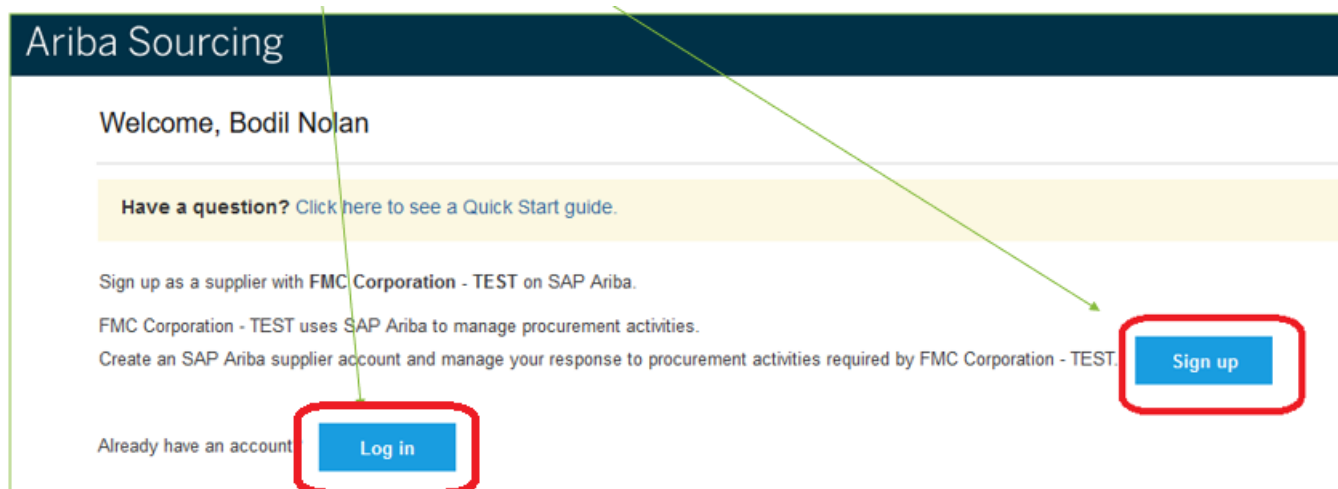 Ariba Sourcing
Welcome, Bodil Nolan
Have a question? Click here to see a Quick Start guide.
Sign up as a supplier with FMC Corporation - TEST on SAP Ariba.
FMC Corporation - TEST uses SAP Ariba to manage procurement activities.
Create an SAP Ariba supplier account and manage your response to procurement activities required by FMC Corporation - TEST. Sign up
Already have an account? Log in